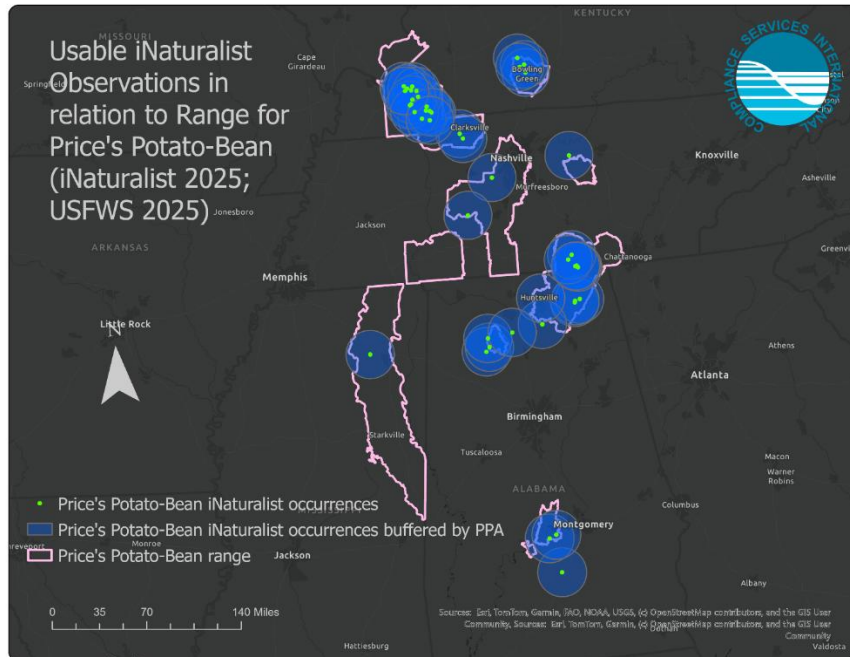 MISSOURI
KENTUCKY
Usable iNaturalist
Observations in
relation to Range for
Price's Potato-Bean
(iNaturalist 2025;
USFWS 2025)
Cape
Girardeau
Springfield
Bowling
Green
COMPLIANCE SERVICES INTERNATIONAL
Clarksville
Nashville
Knoxville
Murfreesboro
Asheville
Jonesboro
Jackson
ARKANSAS
Chattanooga
Memphis
Huntsville
Little Rock
N
Athens
Atlanta
Birmingham
Starkville
Tuscaloosa
Macon
Warner
Robins
ALABAMA
Columbus
Price's Potato-Bean iNaturalist occurrences
MISSISSIPPI
Price's Potato-Bean iNaturalist occurrences buffered by PPA
Montgomery
Price's Potato-Bean range
Monroe
Jackson
Albany
0 35 70 140 Miles
Sources: Esri, TomTom, Garmin, FAO, NOAA, USGS, (c) OpenStreetMap contributors, and the GIS User
Community, Sources: Esri, TomTom, Garmin, (c) OpenStreetMap contributors, and the GIS User
Community
Dothan
Hattiesburg
Valdosta